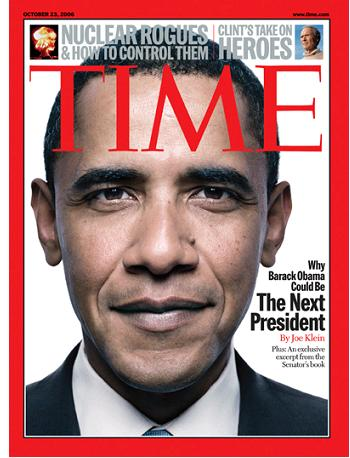 OCTOBER 23, 2006
www.time.com
NUCLEAR ROGUES
& HOW TO CONTROL THEM
CLINT'S TAKE ON
HEROES
TIME
Why
Barack Obama
Could Be
The Next
President
By Joe Klein
Plus: An exclusive
excerpt from the
Senator's book